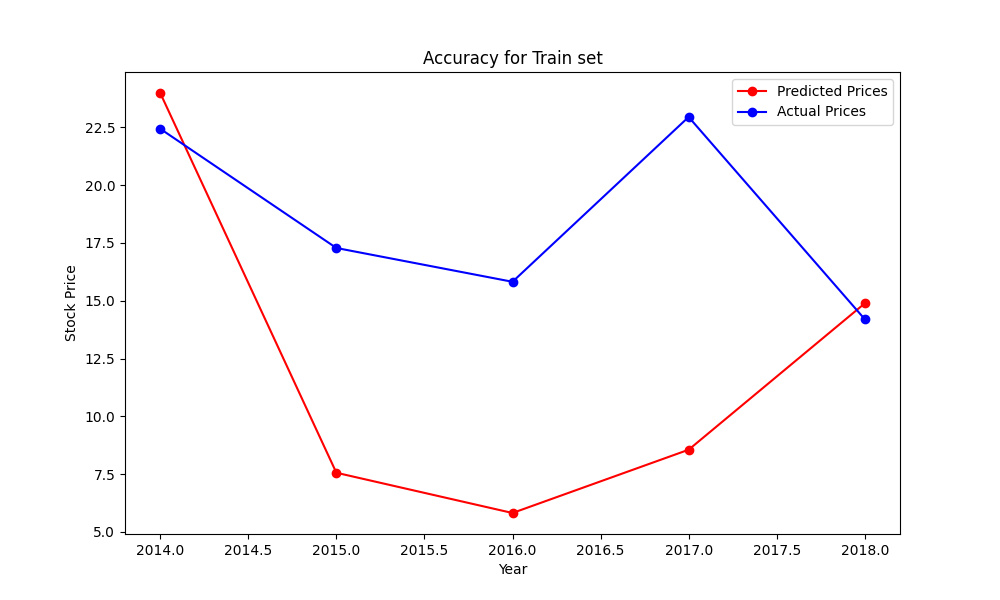 Accuracy for Train set
Predicted Prices
Actual Prices
22.5
20.0
17.5
15.0
12.5
10.0
7.5
5.0
Stock Price
2014.0 2014.5 2015.0 2015.5 2016.0 2016.5 2017.0 2017.5 2018.0
Year